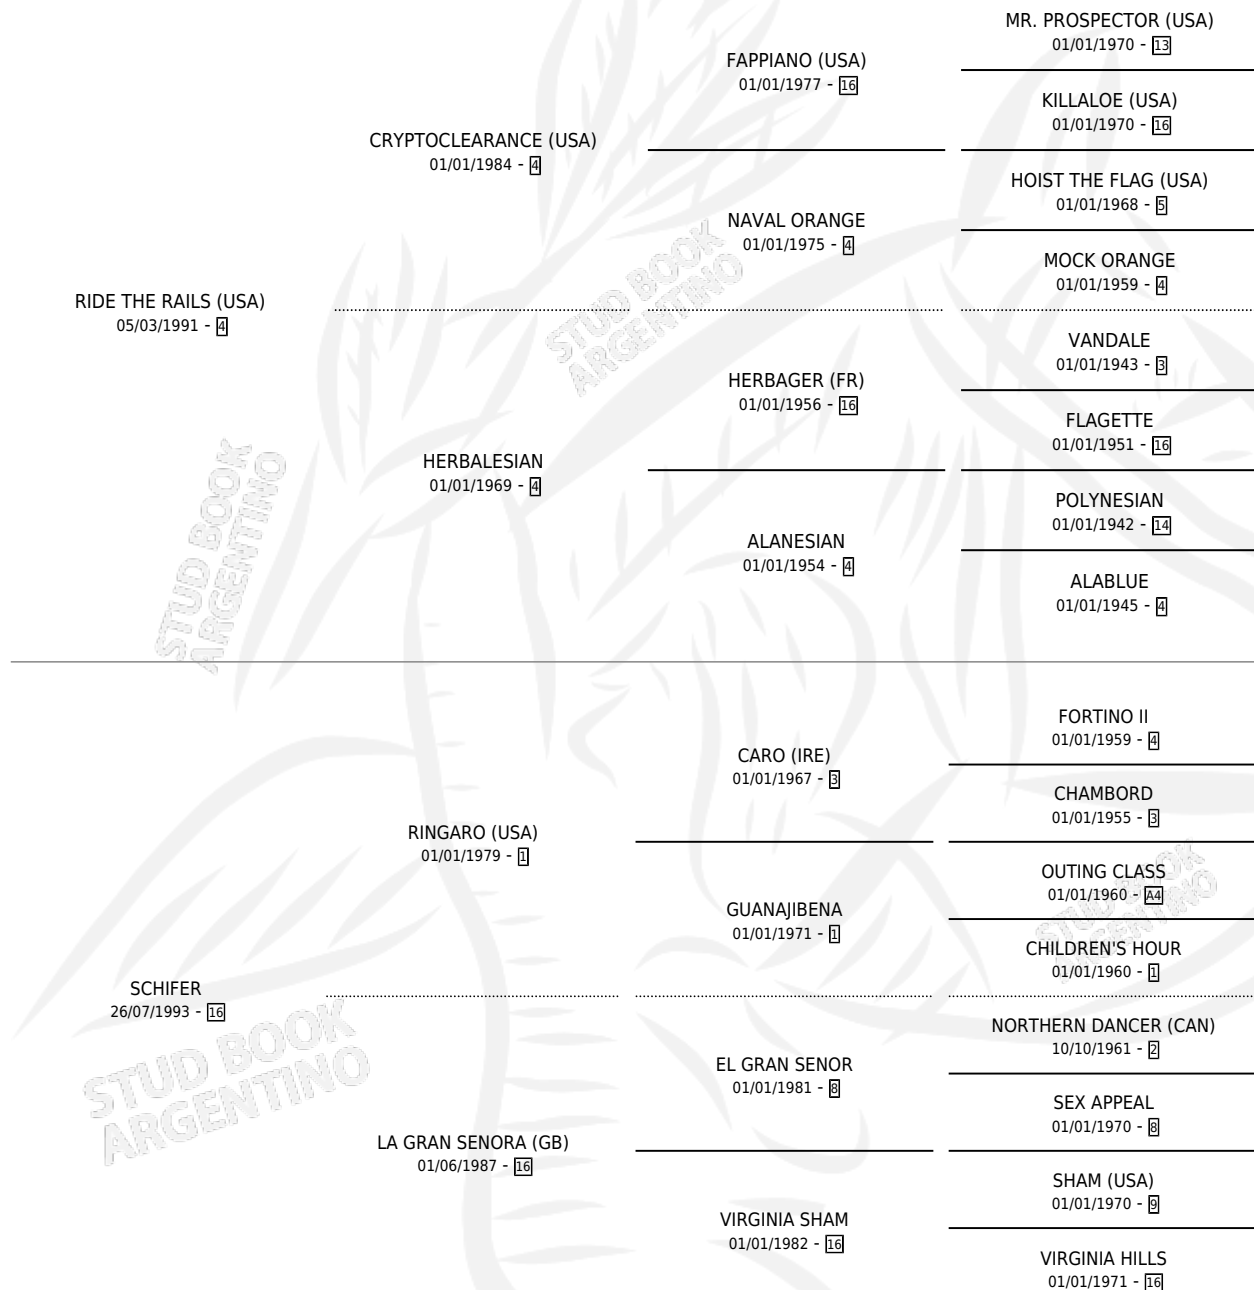 MR. PROSPECTOR (USA)
01/01/1970 - 13
FAPPIANO (USA)
01/01/1977 - 16
KILLALOE (USA)
01/01/1970 - 16
CRYPTOCLEARANCE (USA)
01/01/1984 - 4
HOIST THE FLAG (USA)
01/01/1968 - 5
NAVAL ORANGE
01/01/1975 - 4
MOCK ORANGE
01/01/1959 - 4
RIDE THE RAILS (USA)
05/03/1991 - 4
VANDALE
01/01/1943 - 3
HERBAGER (FR)
01/01/1956 - 16
FLAGETTE
01/01/1951 - 16
HERBALESIAN
01/01/1969 - 4
POLYNESIAN
01/01/1942 - 14
ALANESIAN
01/01/1954 - 4
ALABLUE
01/01/1945 - 4
STUD BOOK
ARGENTINO
STUD BOOK
ARGENTINO
FORTINO II
01/01/1959 - 4
CARO (IRE)
01/01/1967 - 3
CHAMBORD
01/01/1955 - 3
RINGARO (USA)
01/01/1979 - 1
OUTING CLASS
01/01/1960 - A4
GUANAJIBENA
01/01/1971 - 1
CHILDREN'S HOUR
01/01/1960 - 1
SCHIFER
26/07/1993 - 16
NORTHERN DANCER (CAN)
10/10/1961 - 2
EL GRAN SENOR
01/01/1981 - 8
SEX APPEAL
01/01/1970 - 8
LA GRAN SENORA (GB)
01/06/1987 - 16
SHAM (USA)
01/01/1970 - 9
VIRGINIA SHAM
01/01/1982 - 16
VIRGINIA HILLS
01/01/1971 - 16
STUD BOOK
ARGENTINO
STUD BOOK
ARGENTINO